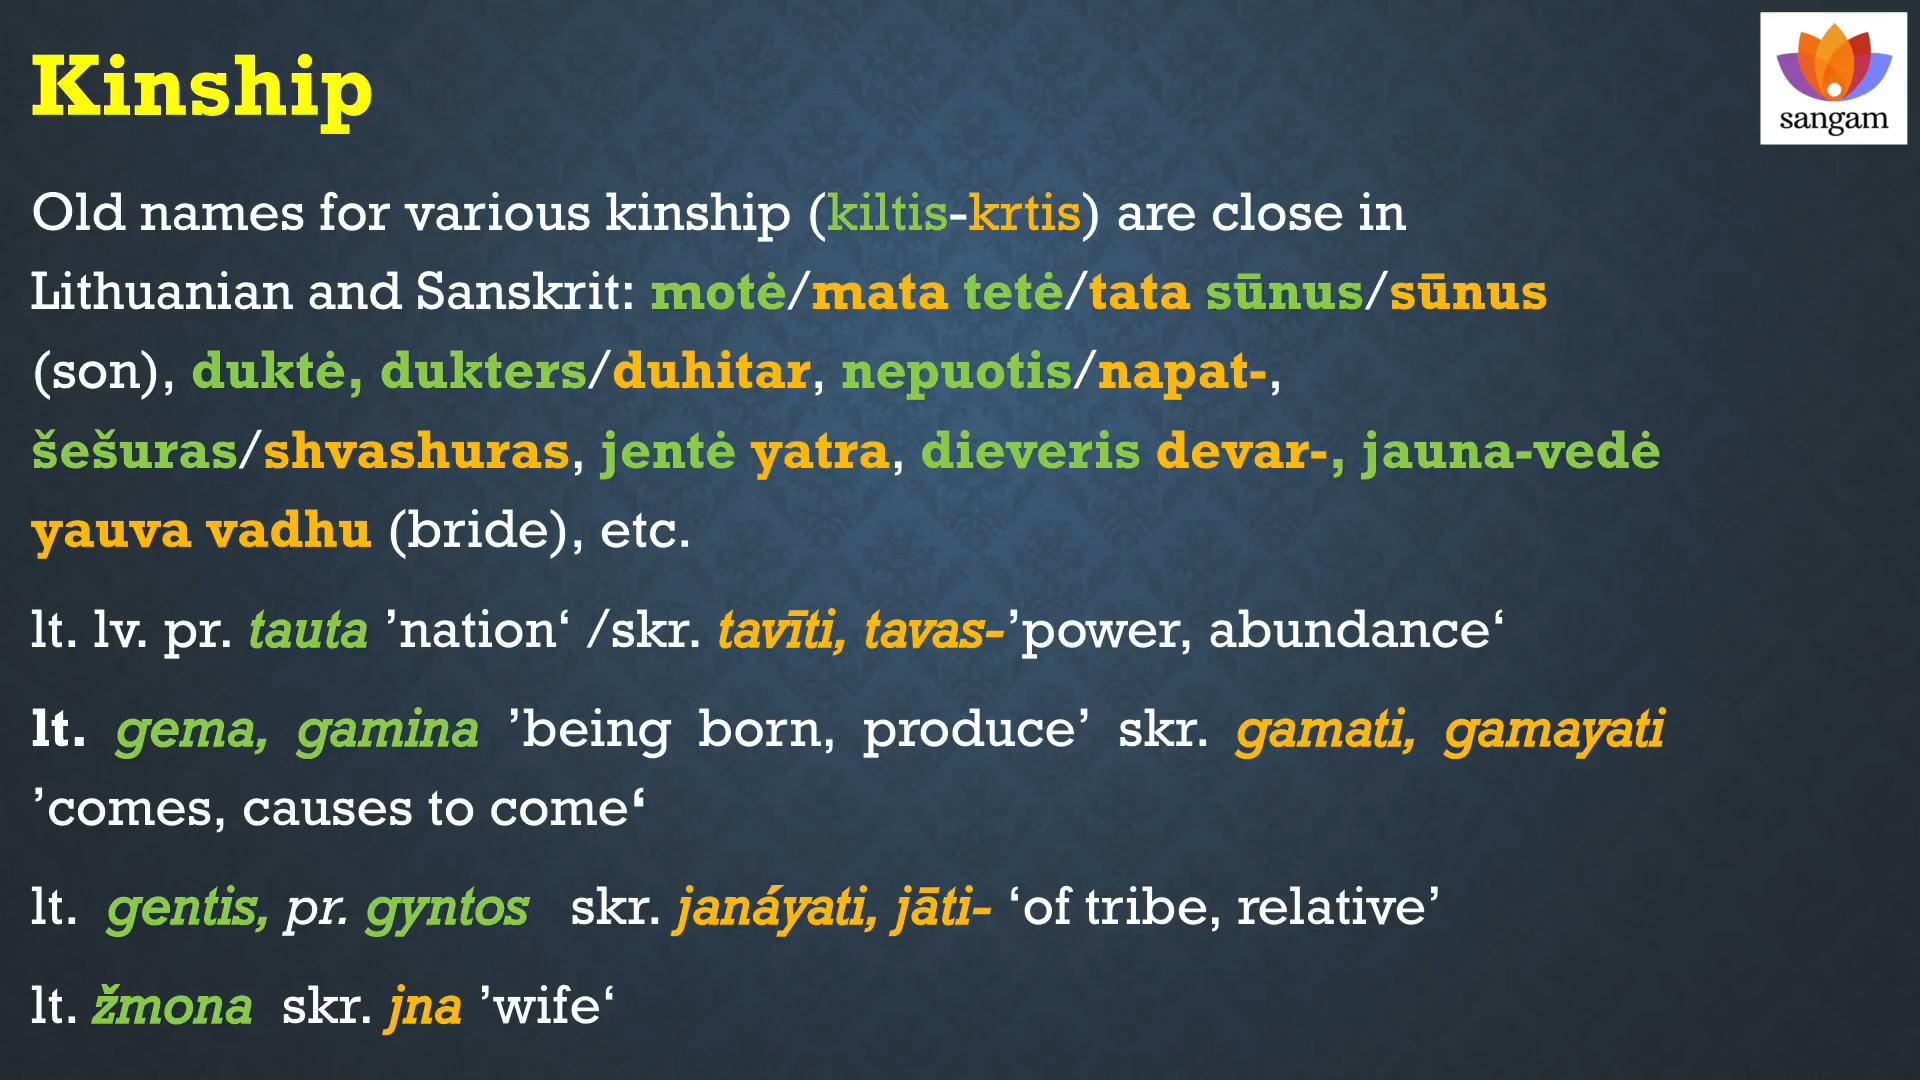 Kinship
sangam
Old names for various kinship (kiltis-krtis) are close in
Lithuanian and Sanskrit: motė/mata tetė/tata sūnus/sūnus
(son), duktė, dukters/duhitar, nepuotis/napat-,
šešuras/shvashuras, jentė yatra, dieveris devar-, jauna-vedė
yauva vadhu (bride), etc.
lt. lv. pr. tauta ’nation‘ /skr. tavīti, tavas-’power, abundance‘
lt. gema, gamina ’being born, produce’ skr. gamati, gamayati
’comes, causes to come‘
lt. gentis, pr. gyntos skr. janáyati, jāti- ‘of tribe, relative’
lt. žmona skr. jna ’wife‘